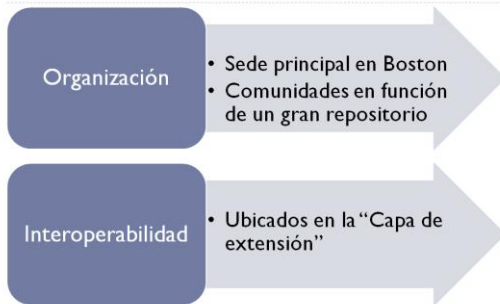 Organización
• Sede principal en Boston
• Comunidades en función
de un gran repositorio
Interoperabilidad
• Ubicados en la “Capa de
extensión”